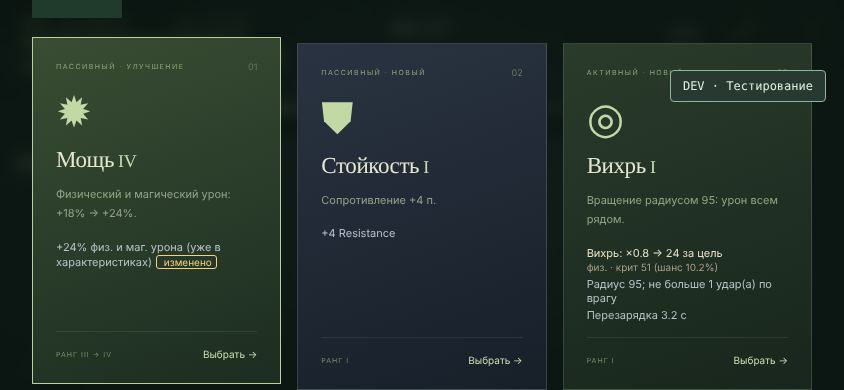 ПАССИВНЫЙ · УЛУЧШЕНИЕ 01
Мощь IV
Физический и магический урон:
+18% → +24%.
+24% физ. и маг. урона (уже в
характеристиках) изменено
РАНГ III → IV Выбрать →
ПАССИВНЫЙ · НОВЫЙ 02
Стойкость I
Сопротивление +4 п.
+4 Resistance
РАНГ I Выбрать →
АКТИВНЫЙ ·
DEV · Тестирование
Вихрь I
Вращение радиусом 95: урон всем
рядом.
Вихрь: ×0.8 → 24 за цель
физ. · крит 51 (шанс 10.2%)
Радиус 95; не больше 1 удар(а) по
врагу
Перезарядка 3.2 с
РАНГ I Выбрать →